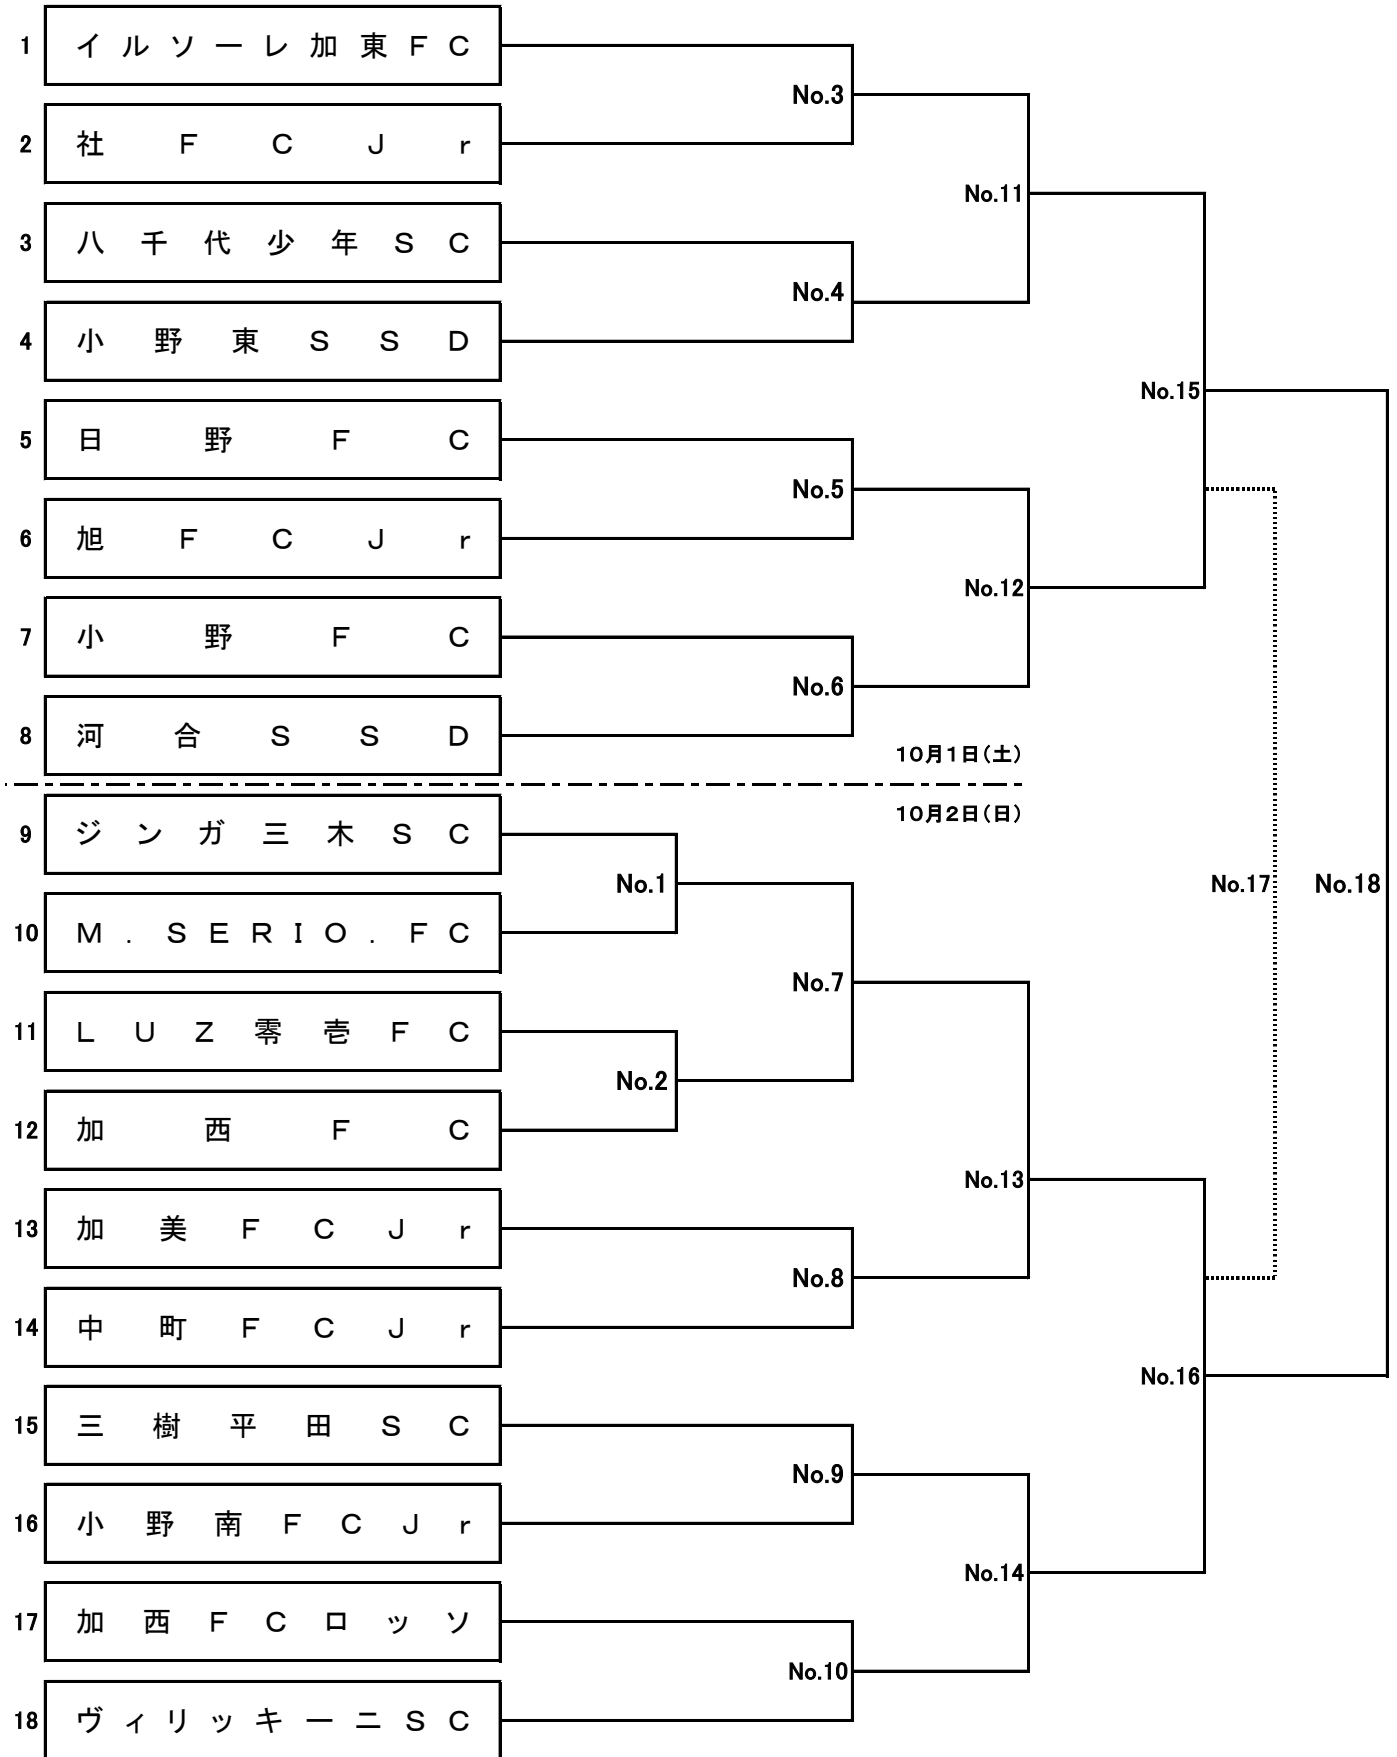 1 イルソーレ加東FC
No.3
2 社FCJr
No.11
3 八千代少年SC
No.4
4 小野東SSD
No.15
5 日野FC
No.5
6 旭FCJr
No.12
7 小野FC
No.6
8 河合SSD
10月1日(土)
10月2日(日)
9 ジンガ三木SC
No.1
No.17
No.18
10 M.SERIO.FC
No.7
11 LUZ零壱FC
No.2
12 加西FC
No.13
13 加美FCJr
No.8
14 中町FCJr
No.16
15 三樹平田SC
No.9
16 小野南FCJr
No.14
17 加西FCロッソ
No.10
18 ヴィリッキーニSC